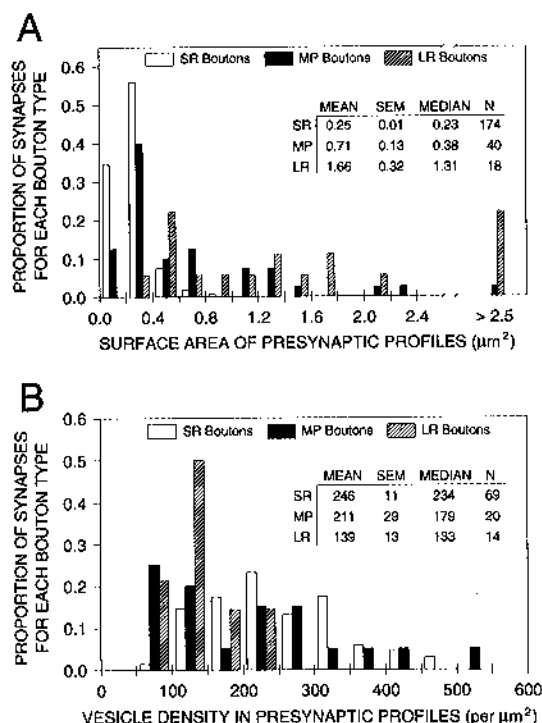 A
PROPORTION OF SYNAPSES
FOR EACH BOUTON TYPE
0.6
0.5
0.4
0.3
0.2
0.1
0.0
SR Boutons MP Boutons LR Boutons
MEAN SEM MEDIAN N
SR 0.25 0.01 0.23 174
MP 0.71 0.13 0.38 40
LR 1.66 0.32 1.31 18
0.0 0.4 0.8 1.2 1.6 2.4 > 2.5
SURFACE AREA OF PRESYNAPTIC PROFILES (μm²)
B
PROPORTION OF SYNAPSES
FOR EACH BOUTON TYPE
0.6
0.5
0.4
0.3
0.2
0.1
0.0
SR Boutons MP Boutons LR Boutons
MEAN SEM MEDIAN N
SR 246 11 234 69
MP 211 29 179 20
LR 139 13 133 14
0 100 200 300 400 500 600
VESICLE DENSITY IN PRESYNAPTIC PROFILES (per μm²)